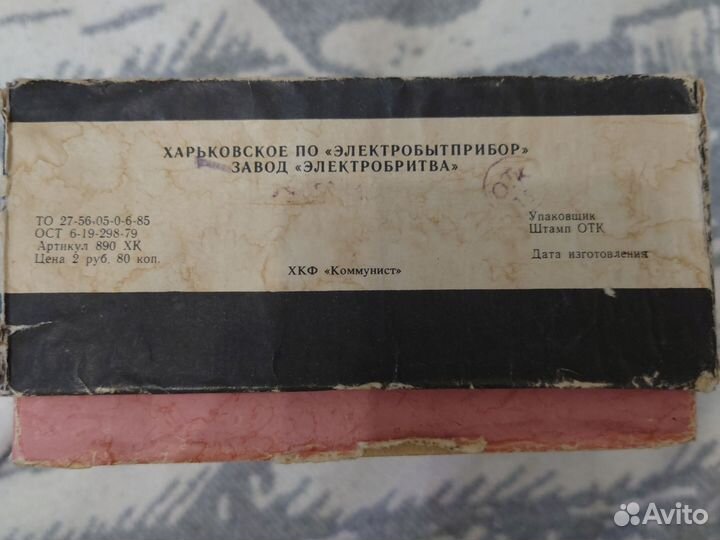 ХАРЬКОВСКОЕ ПО «ЭЛЕКТРОБЫТПРИБОР»
ЗАВОД «ЭЛЕКТРОБРИТВА»
ОТК
ТО 27-56-05-0-6-85
ОСТ 6-19-298-79
Артикул 890 ХК
Цена 2 руб. 80 коп.
Упаковщик
Штамп ОТК
Дата изготовления
ХКФ «Коммунист»
Avito